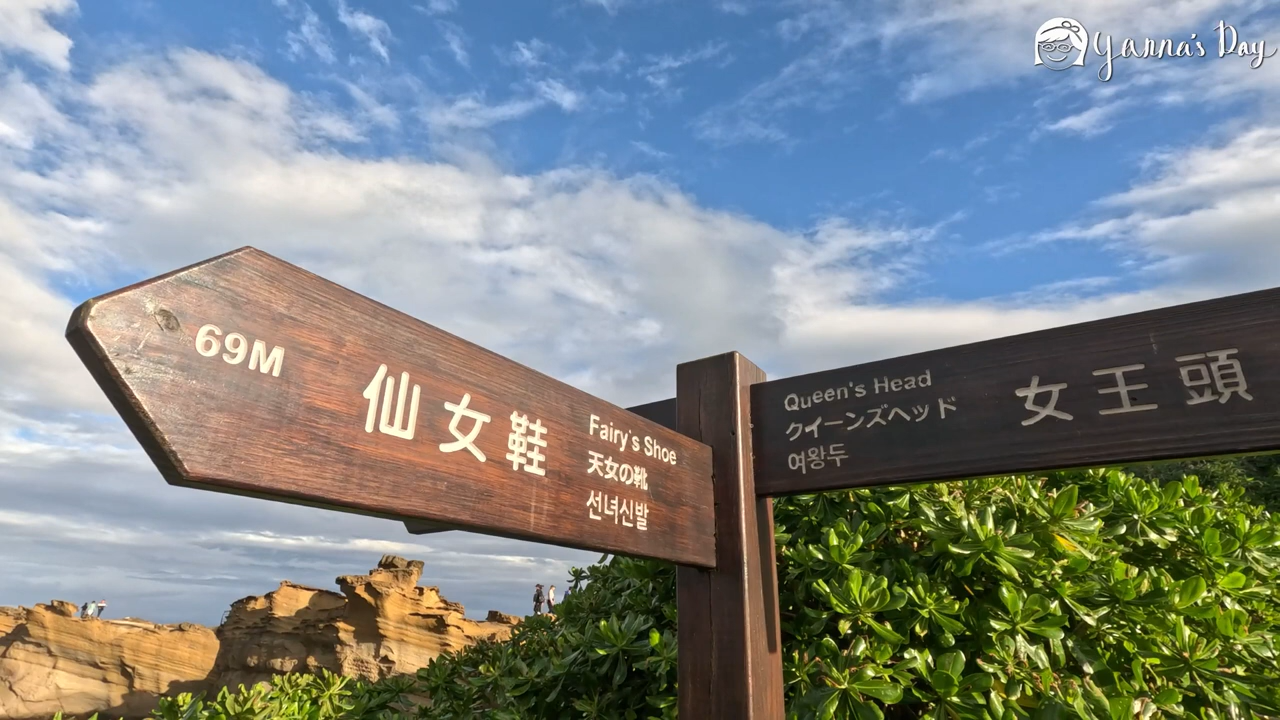 Yanna's Day
69M
仙女鞋
Fairy's Shoe
天女の靴
선녀신발
Queen's Head
クイーンズヘッド
여왕두
女王頭